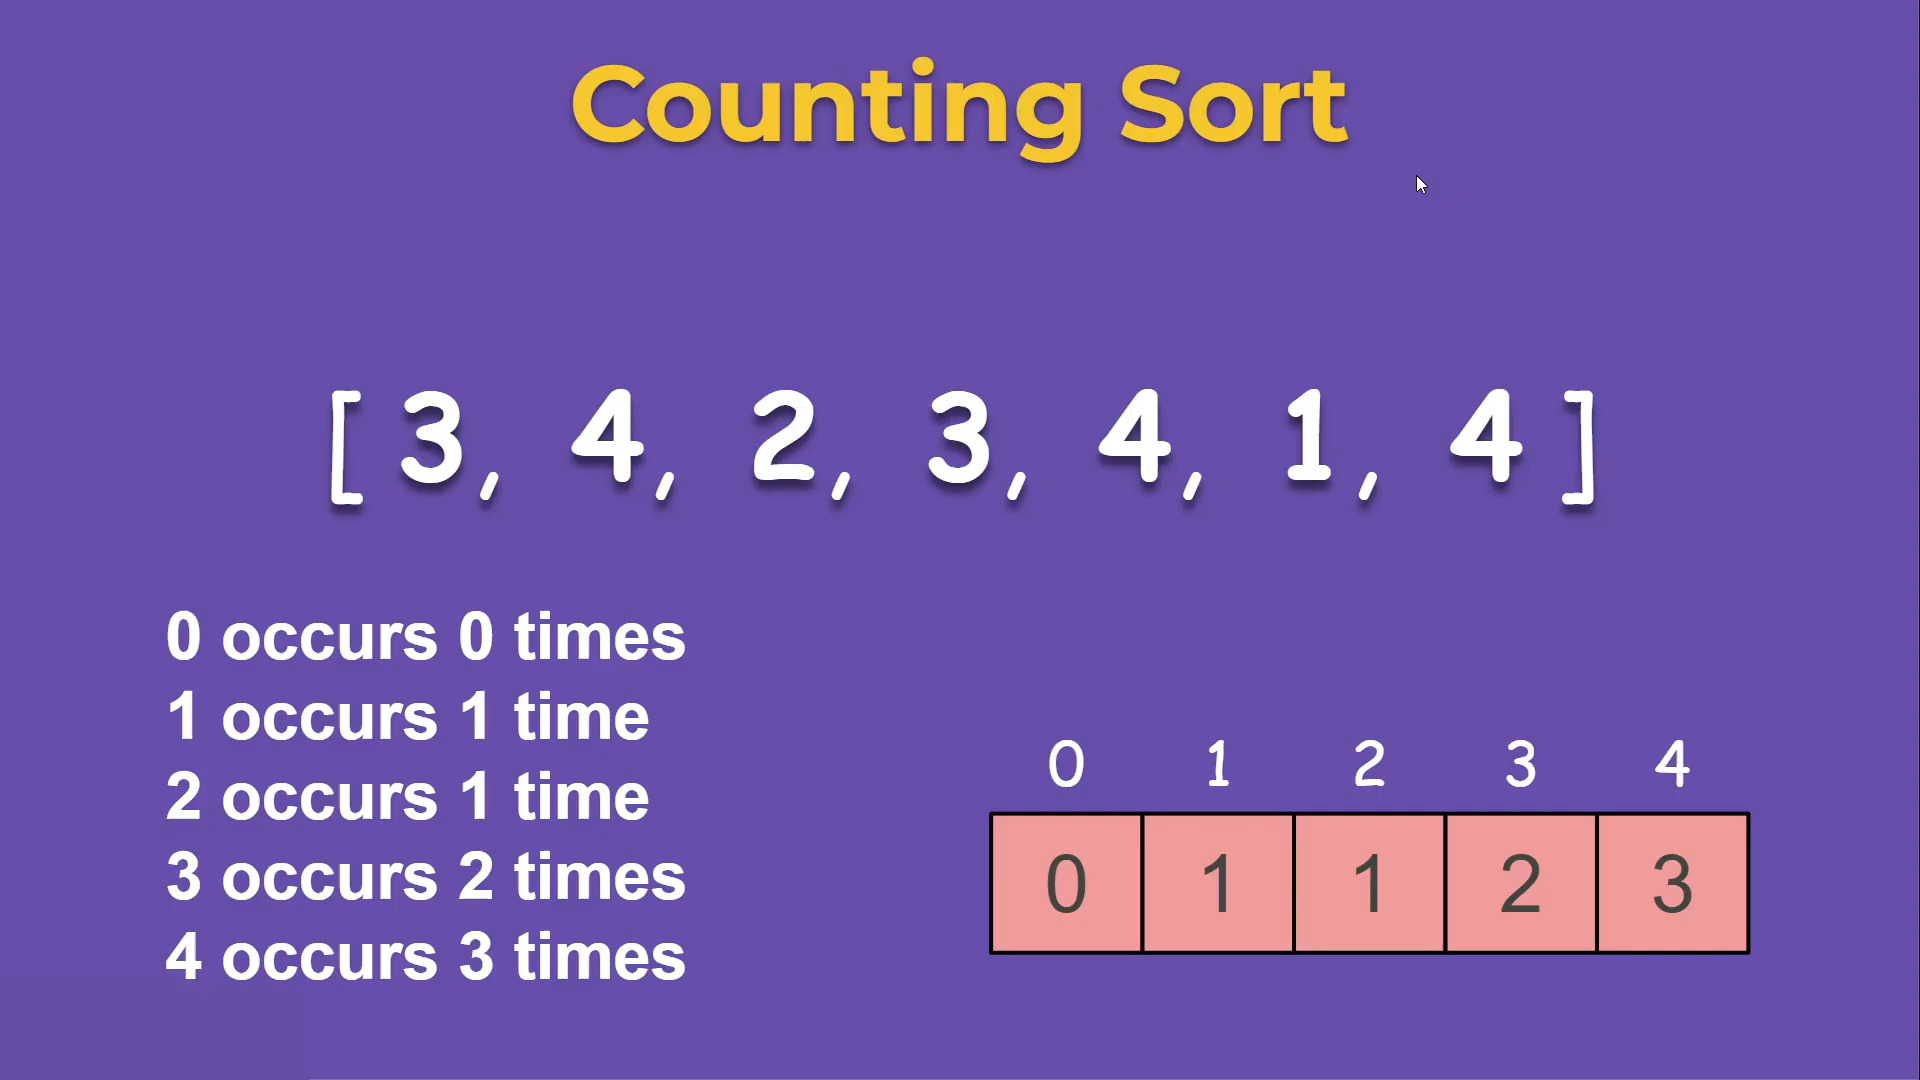 Counting Sort
[ 3, 4, 2, 3, 4, 1, 4 ]
0 occurs 0 times
1 occurs 1 time
2 occurs 1 time
3 occurs 2 times
4 occurs 3 times
0 1 2 3 4
0 1 1 2 3